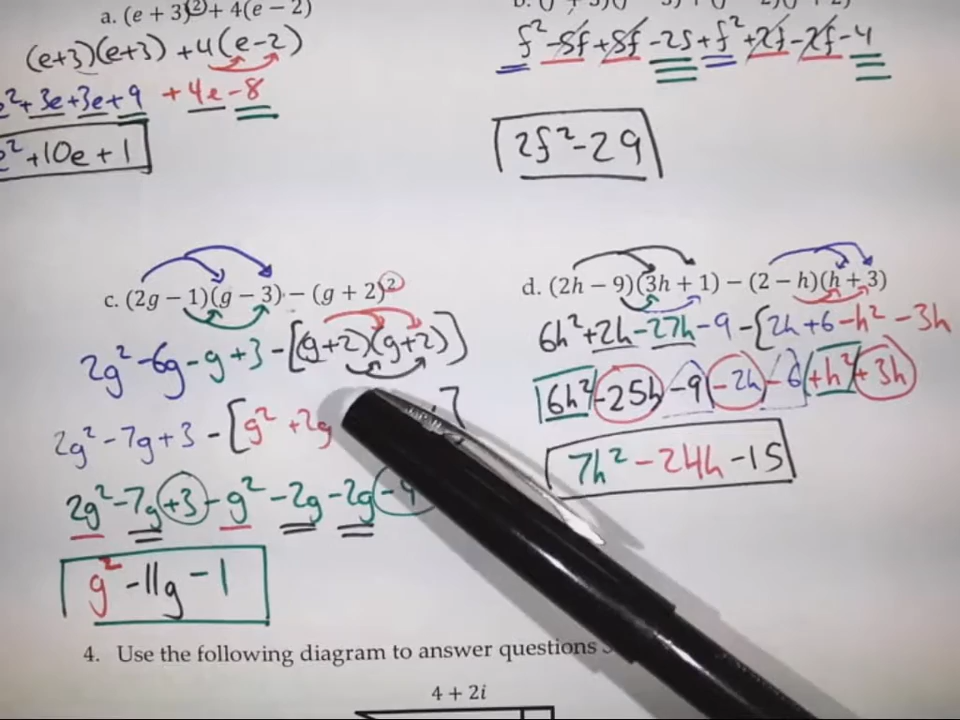 a. (e + 3)² + 4(e − 2)
(e+3)(e+3) +4(e-2)
e²+3e+3e+9 +4e-8
e²+10e+1
f²-5f+5f-25+f²+2f-2f-4
2f²-29
c. (2g − 1)(g − 3) − (g + 2)²
2g²-6g-g+3 -[(g+2)(g+2)]
2g²-7g+3 -[g²+2g
2g²-7g+3-g²-2g-2g-4
g²-11g-1
d. (2h − 9)(3h + 1) − (2 − h)(h + 3)
6h²+2h-27h-9-[2h+6-h²-3h
6h²-25h-9-2h-6+h²+3h
7h²-24h-15
4. Use the following diagram to answer questions
4 + 2i